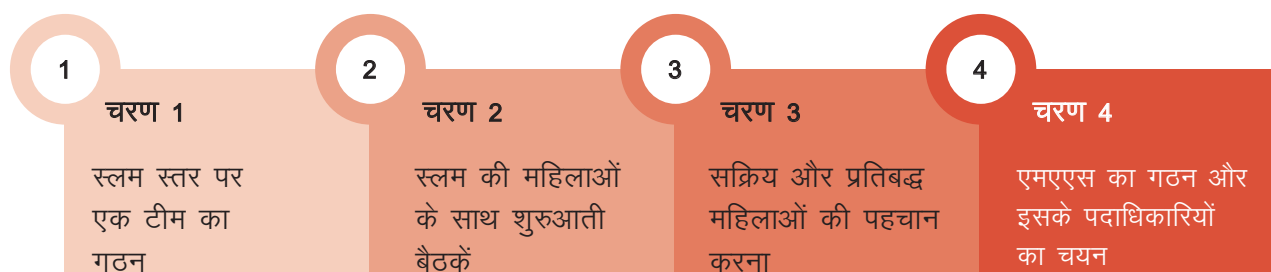 1
चरण 1
स्लम स्तर पर
एक टीम का
गठन
2
चरण 2
स्लम की महिलाओं
के साथ शुरुआती
बैठकें
3
चरण 3
सक्रिय और प्रतिबद्ध
महिलाओं की पहचान
करना
4
चरण 4
एमएएस का गठन और
इसके पदाधिकारियों
का चयन